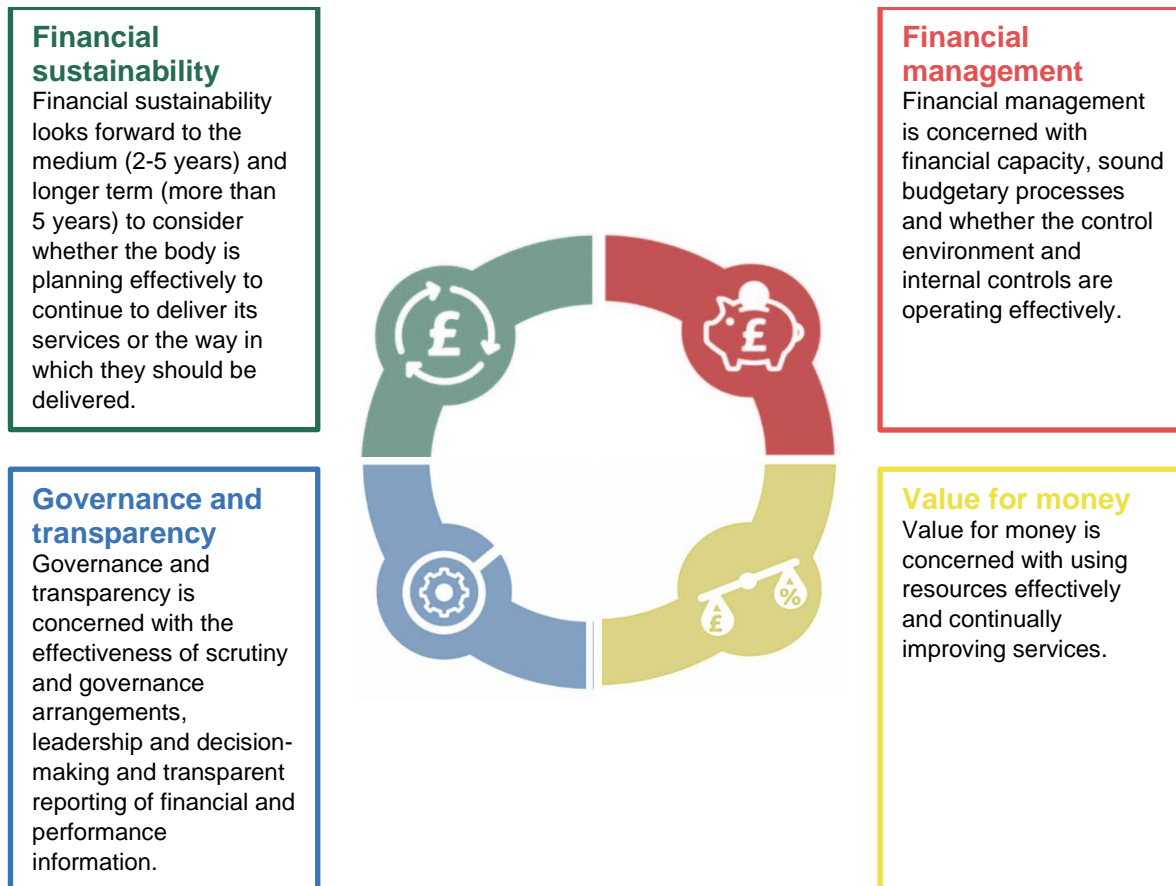 Financial
sustainability
Financial sustainability
looks forward to the
medium (2-5 years) and
longer term (more than
5 years) to consider
whether the body is
planning effectively to
continue to deliver its
services or the way in
which they should be
delivered.
Financial
management
Financial management
is concerned with
financial capacity, sound
budgetary processes
and whether the control
environment and
internal controls are
operating effectively.
£
£
Governance and
transparency
Governance and
transparency is
concerned with the
effectiveness of scrutiny
and governance
arrangements,
leadership and decision-
making and transparent
reporting of financial and
performance
information.
£ %
Value for money
Value for money is
concerned with using
resources effectively
and continually
improving services.